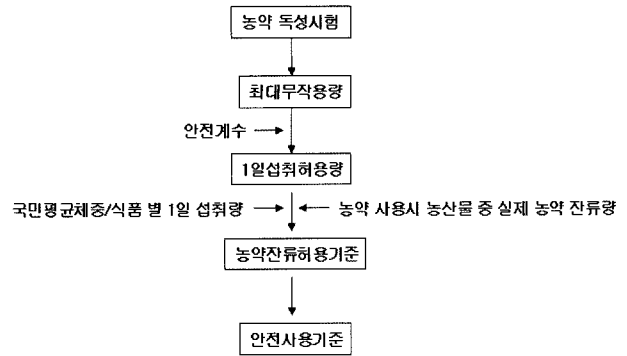 농약 독성시험
최대무작용량
안전계수
1일섭취허용량
국민평균체중/식품 별 1일 섭취량
농약 사용시 농산물 중 실제 농약 잔류량
농약잔류허용기준
안전사용기준